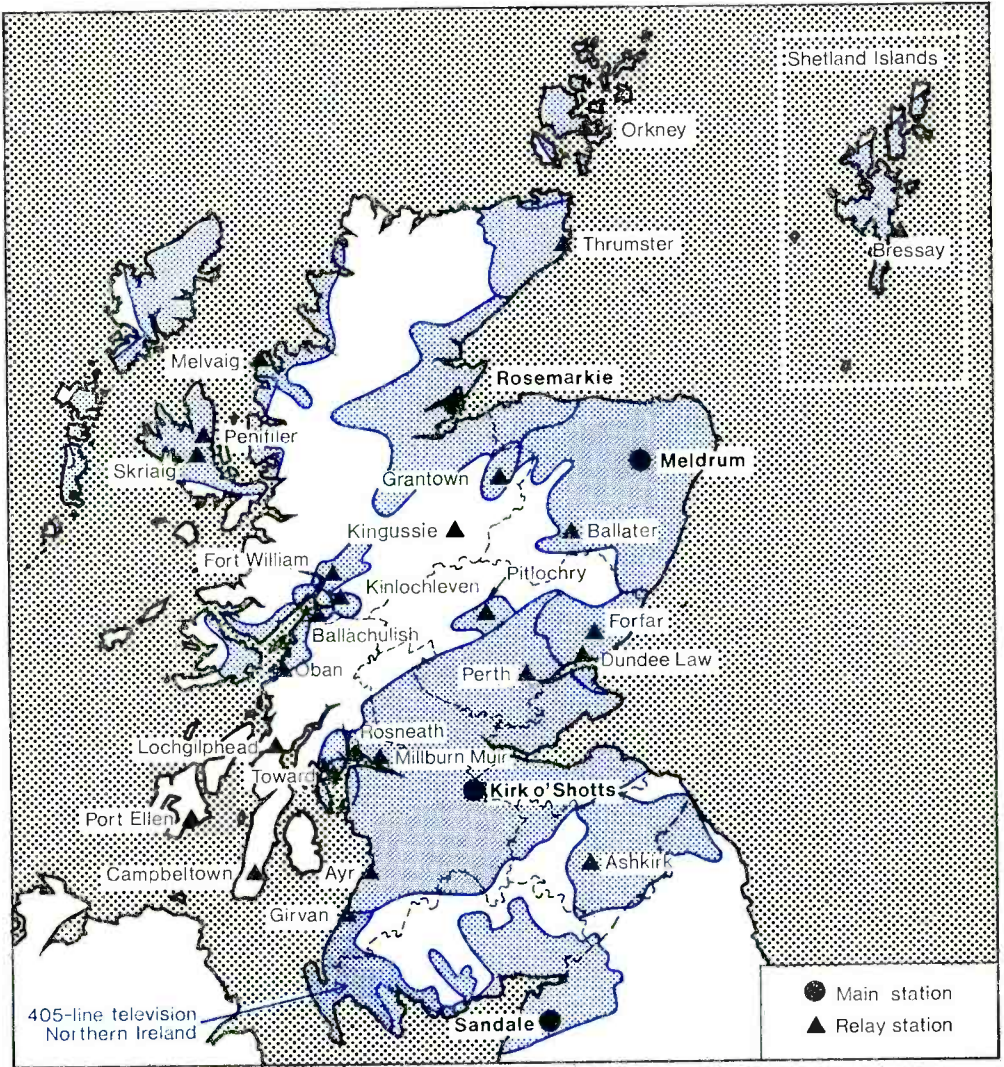 Shetland Islands
Orkney
Thrumster
Bressay
Melvaig
Rosemarkie
Penifiler
Skriaig
Meldrum
Grantown
Kingussie
Ballater
Fort William
Pitlochry
Kinlochleven
Ballachulish
Forfar
Dundee Law
Oban
Perth
Rosneath
Lochgilphead
Millburn Muir
Toward
Kirk o'Shotts
Port Ellen
Ashkirk
Campbeltown
Ayr
Girvan
405-line television
Northern Ireland
Sandale
Main station
Relay station